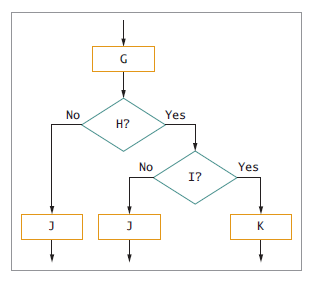 G
No
Yes
H?
No
Yes
I?
J
J
K